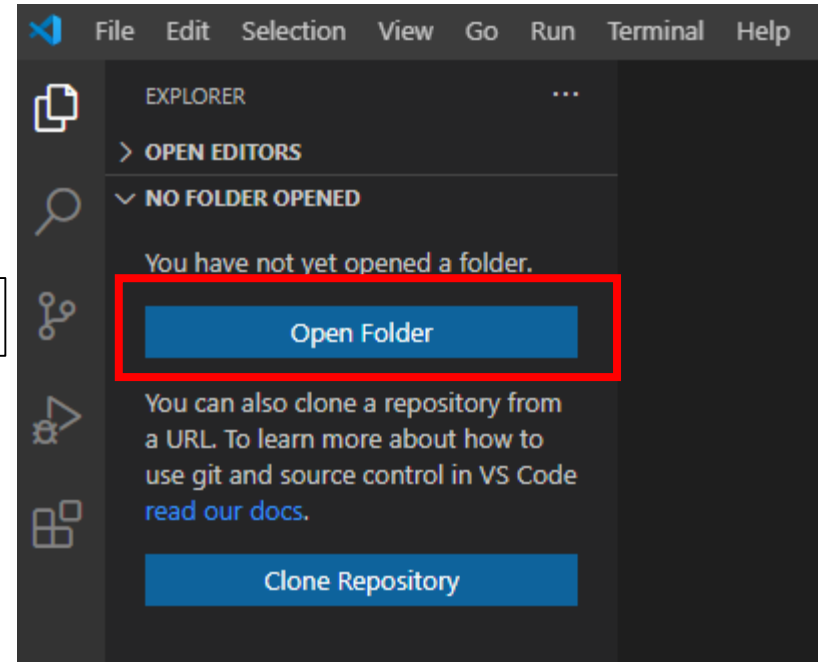 File Edit Selection View Go Run Terminal Help
EXPLORER ...
> OPEN EDITORS
NO FOLDER OPENED
You have not yet opened a folder.
Open Folder
You can also clone a repository from
a URL. To learn more about how to
use git and source control in VS Code
read our docs.
Clone Repository